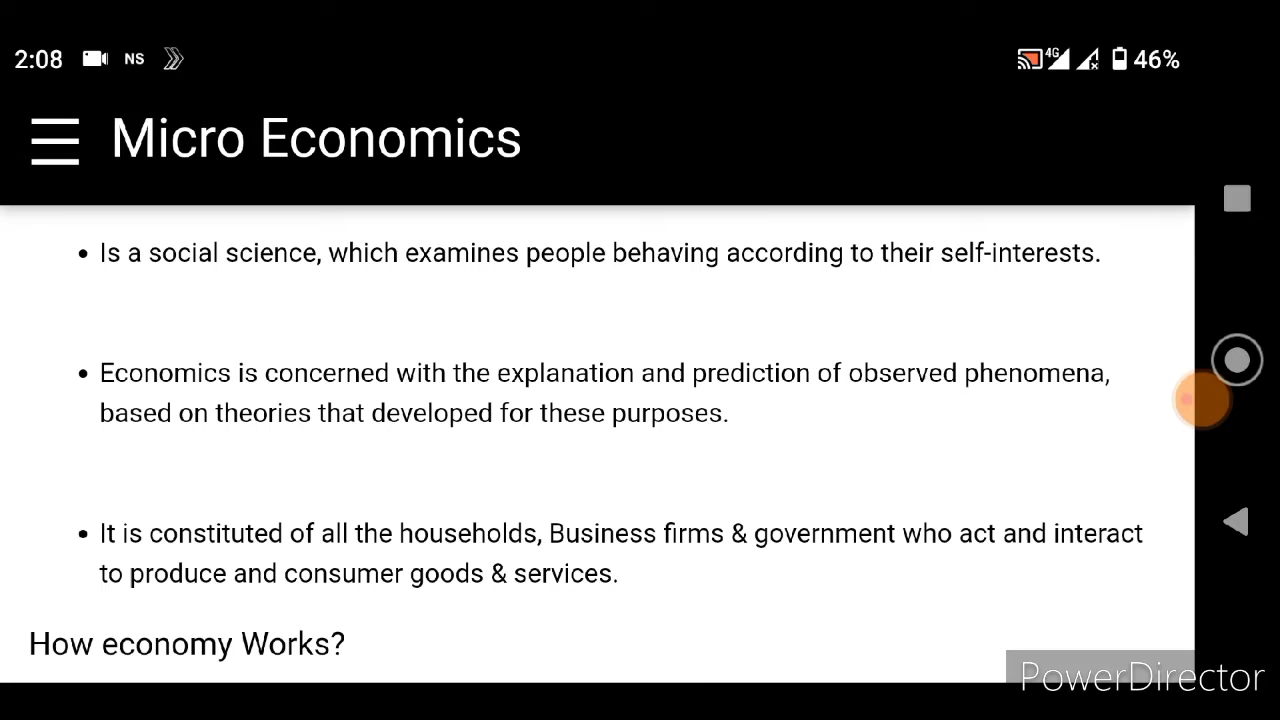 2:08 NS 4G 46%
Micro Economics
• Is a social science, which examines people behaving according to their self-interests.
• Economics is concerned with the explanation and prediction of observed phenomena,
based on theories that developed for these purposes.
• It is constituted of all the households, Business firms & government who act and interact
to produce and consumer goods & services.
How economy Works?
PowerDirector